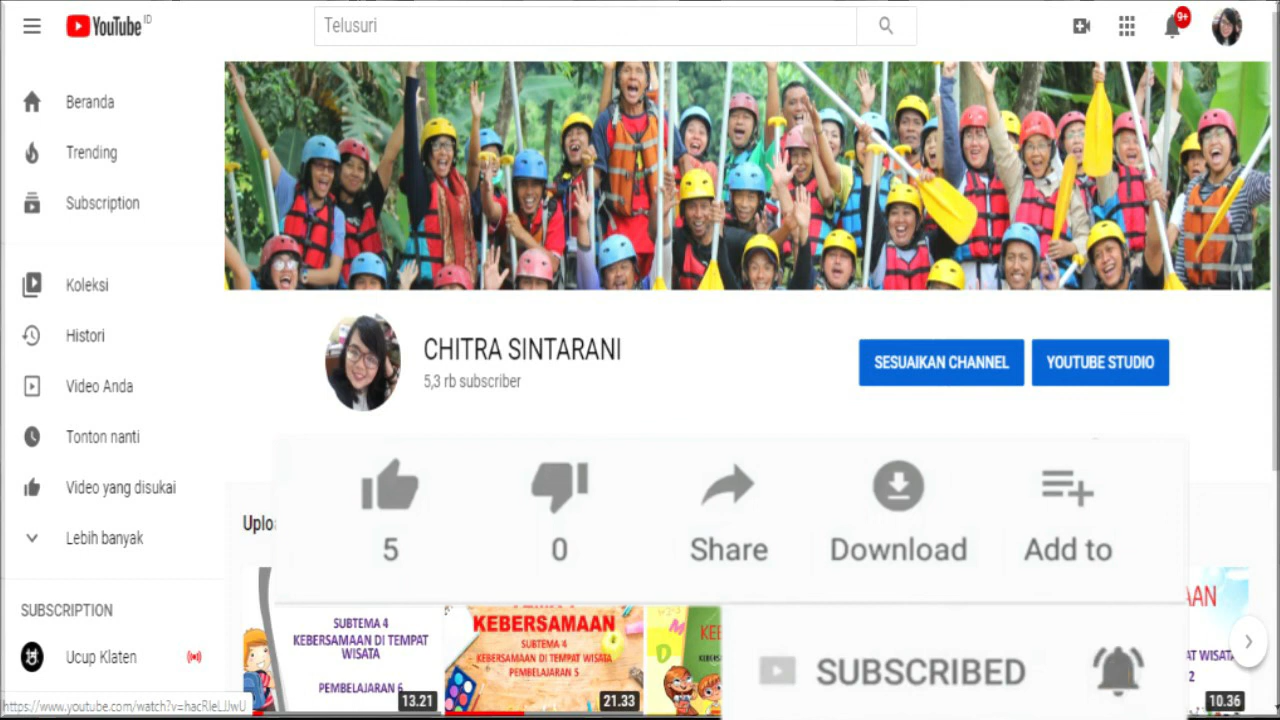 YouTube ID
Telusuri
9+
Beranda
Trending
Subscription
Koleksi
Histori
Video Anda
Tonton nanti
Video yang disukai
Lebih banyak
SUBSCRIPTION
Ucup Klaten
https://www.youtube.com/watch?v=hacRleLJJwU
CHITRA SINTARANI
5,3 rb subscriber
SESUAIKAN CHANNEL
YOUTUBE STUDIO
5
0
Share
Download
Add to
SUBTEMA 4
KEBERSAMAAN DI TEMPAT
WISATA
PEMBELAJARAN 6
13.21
KEBERSAMAAN
SUBTEMA 4
KEBERSAMAAN DI TEMPAT WISATA
PEMBELAJARAN 5
21.33
SUBSCRIBED
2
10.36